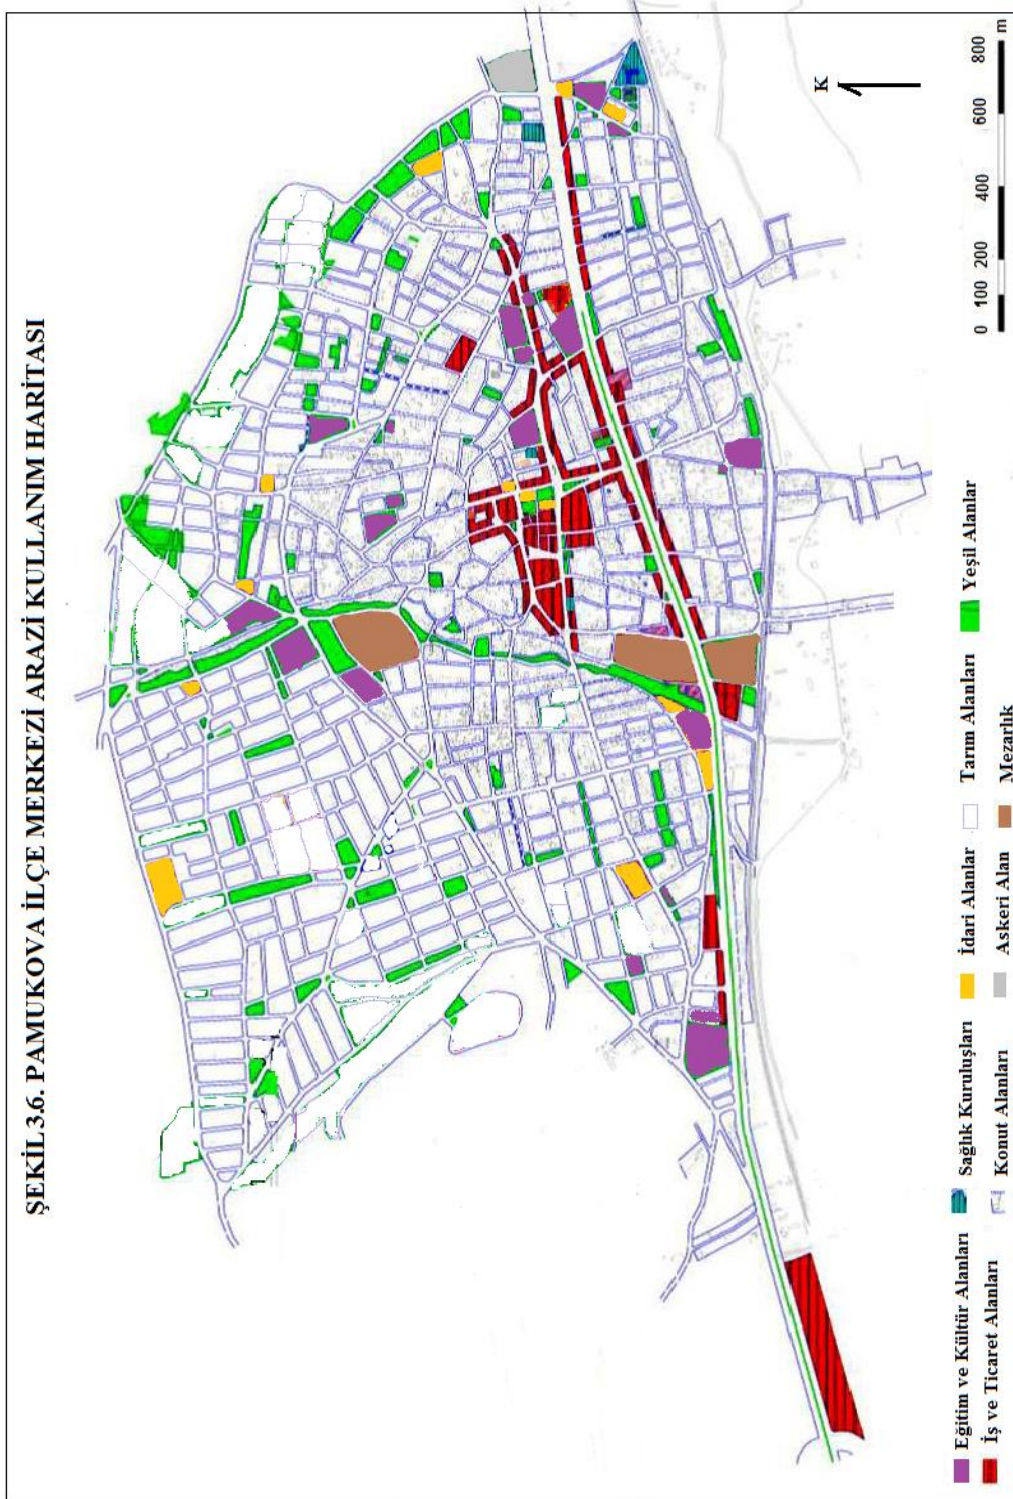 ŞEKİL 3.6. PAMUKOVA İLÇE MERKEZİ ARAZİ KULLANIM HARİTASI
K
0 100 200 400 600 800 m
Eğitim ve Kültür Alanları Sağlık Kuruluşları İdari Alanlar Tarım Alanları Yeşil Alanlar
İş ve Ticaret Alanları Konut Alanları Askeri Alan Mezarlık